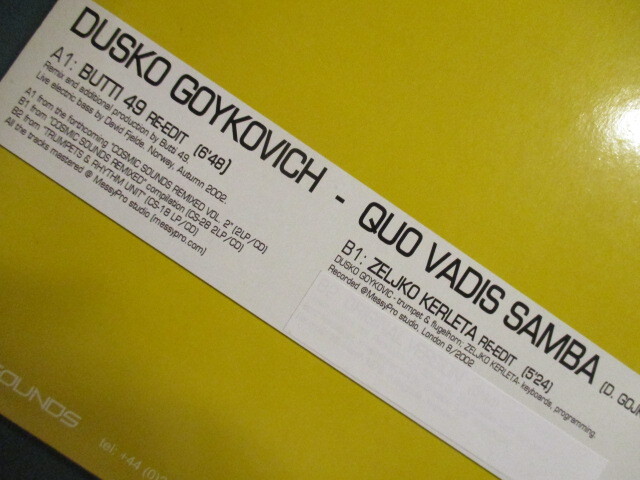 DUSKO GOYKOVICH - QUO VADIS SAMBA (D. GOJK
A1: BUTTI 49 RE-EDIT (6'48)
Remix and additional production by Butti 49.
Live electric bass by David Fjelde. Norway, Autumn 2002.
A1 from the forthcoming "COSMIC SOUNDS REMIXED VOL. 2" (2LP/CD)
B1 from "COSMIC SOUNDS REMIXED" compilation (CS-28 2LP/CD)
B2 from "TRUMPETS & RHYTHM UNIT" (CS-18 LP/CD)
All the tracks mastered @ MessyPro studio (messypro.com)
B1: ZELJKO KERLETA RE-EDIT (5'24)
DUSKO GOYKOVIC - trumpet & flugelhorn; ZELJKO KERLETA- keyboards, programming.
Recorded @MessyPro studio, London 8/2002
SOUNDS
tel: +44 (0)2